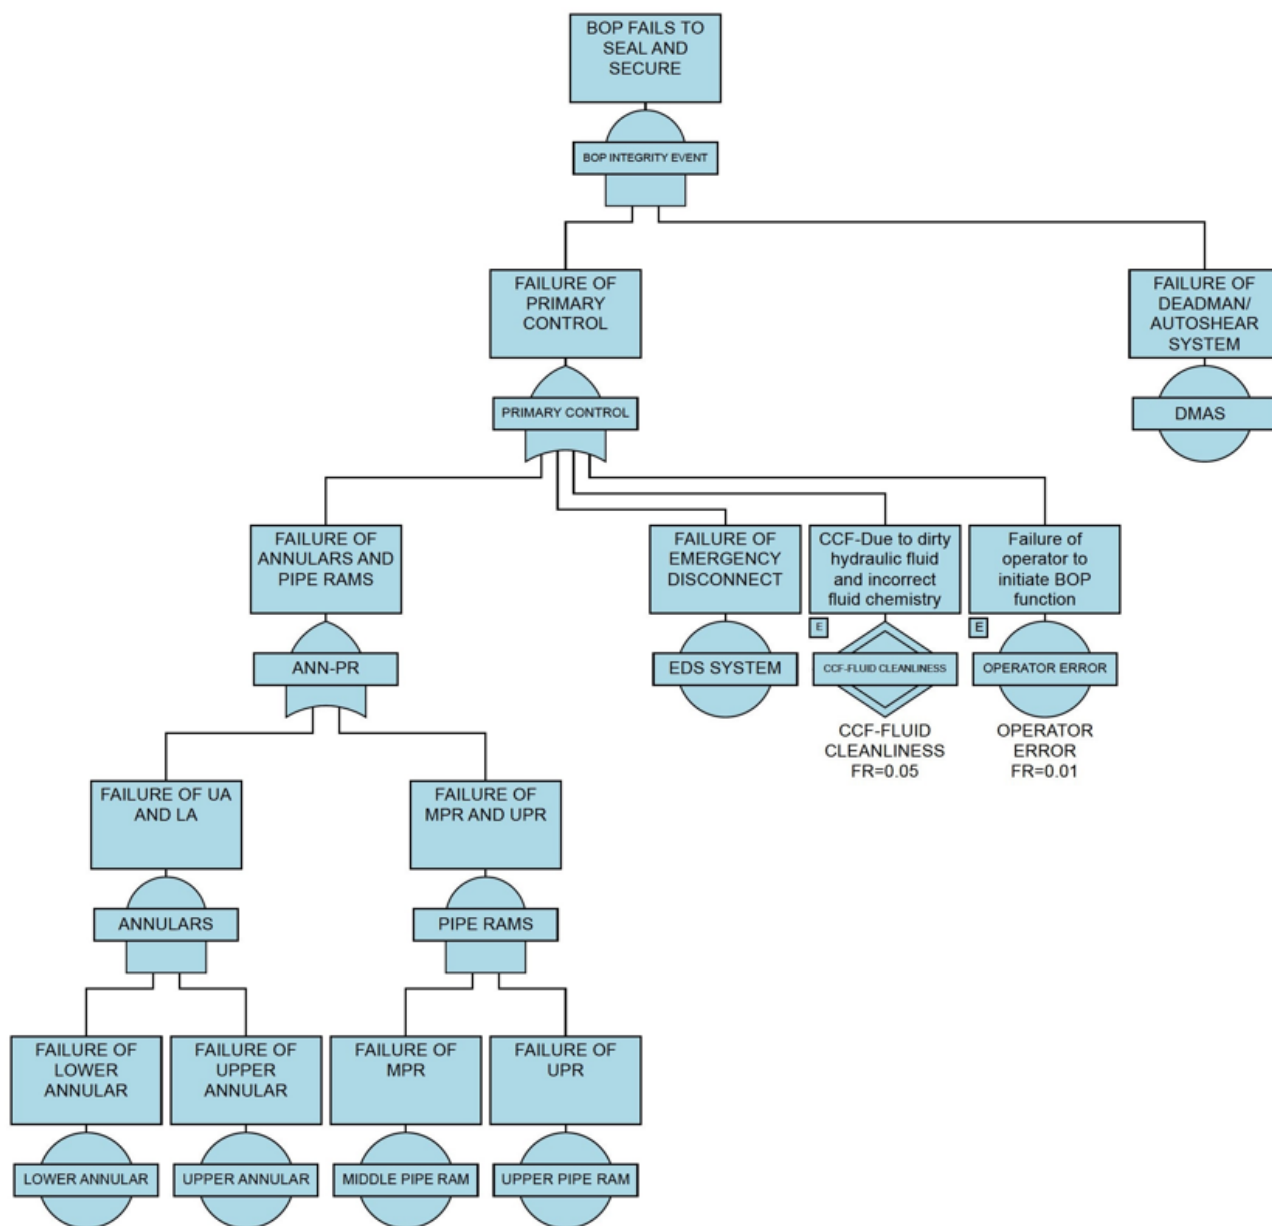 BOP FAILS TO
SEAL AND
SECURE
BOP INTEGRITY EVENT
FAILURE OF
PRIMARY
CONTROL
PRIMARY CONTROL
FAILURE OF
DEADMAN/
AUTOSHEAR
SYSTEM
DMAS
FAILURE OF
ANNULARS AND
PIPE RAMS
ANN-PR
FAILURE OF
EMERGENCY
DISCONNECT
EDS SYSTEM
CCF-Due to dirty
hydraulic fluid
and incorrect
fluid chemistry
E
CCF-FLUID CLEANLINESS
CCF-FLUID
CLEANLINESS
FR=0.05
Failure of
operator to
initiate BOP
function
E
OPERATOR ERROR
OPERATOR
ERROR
FR=0.01
FAILURE OF UA
AND LA
ANNULARS
FAILURE OF
MPR AND UPR
PIPE RAMS
FAILURE OF
LOWER
ANNULAR
LOWER ANNULAR
FAILURE OF
UPPER
ANNULAR
UPPER ANNULAR
FAILURE OF
MPR
MIDDLE PIPE RAM
FAILURE OF
UPR
UPPER PIPE RAM